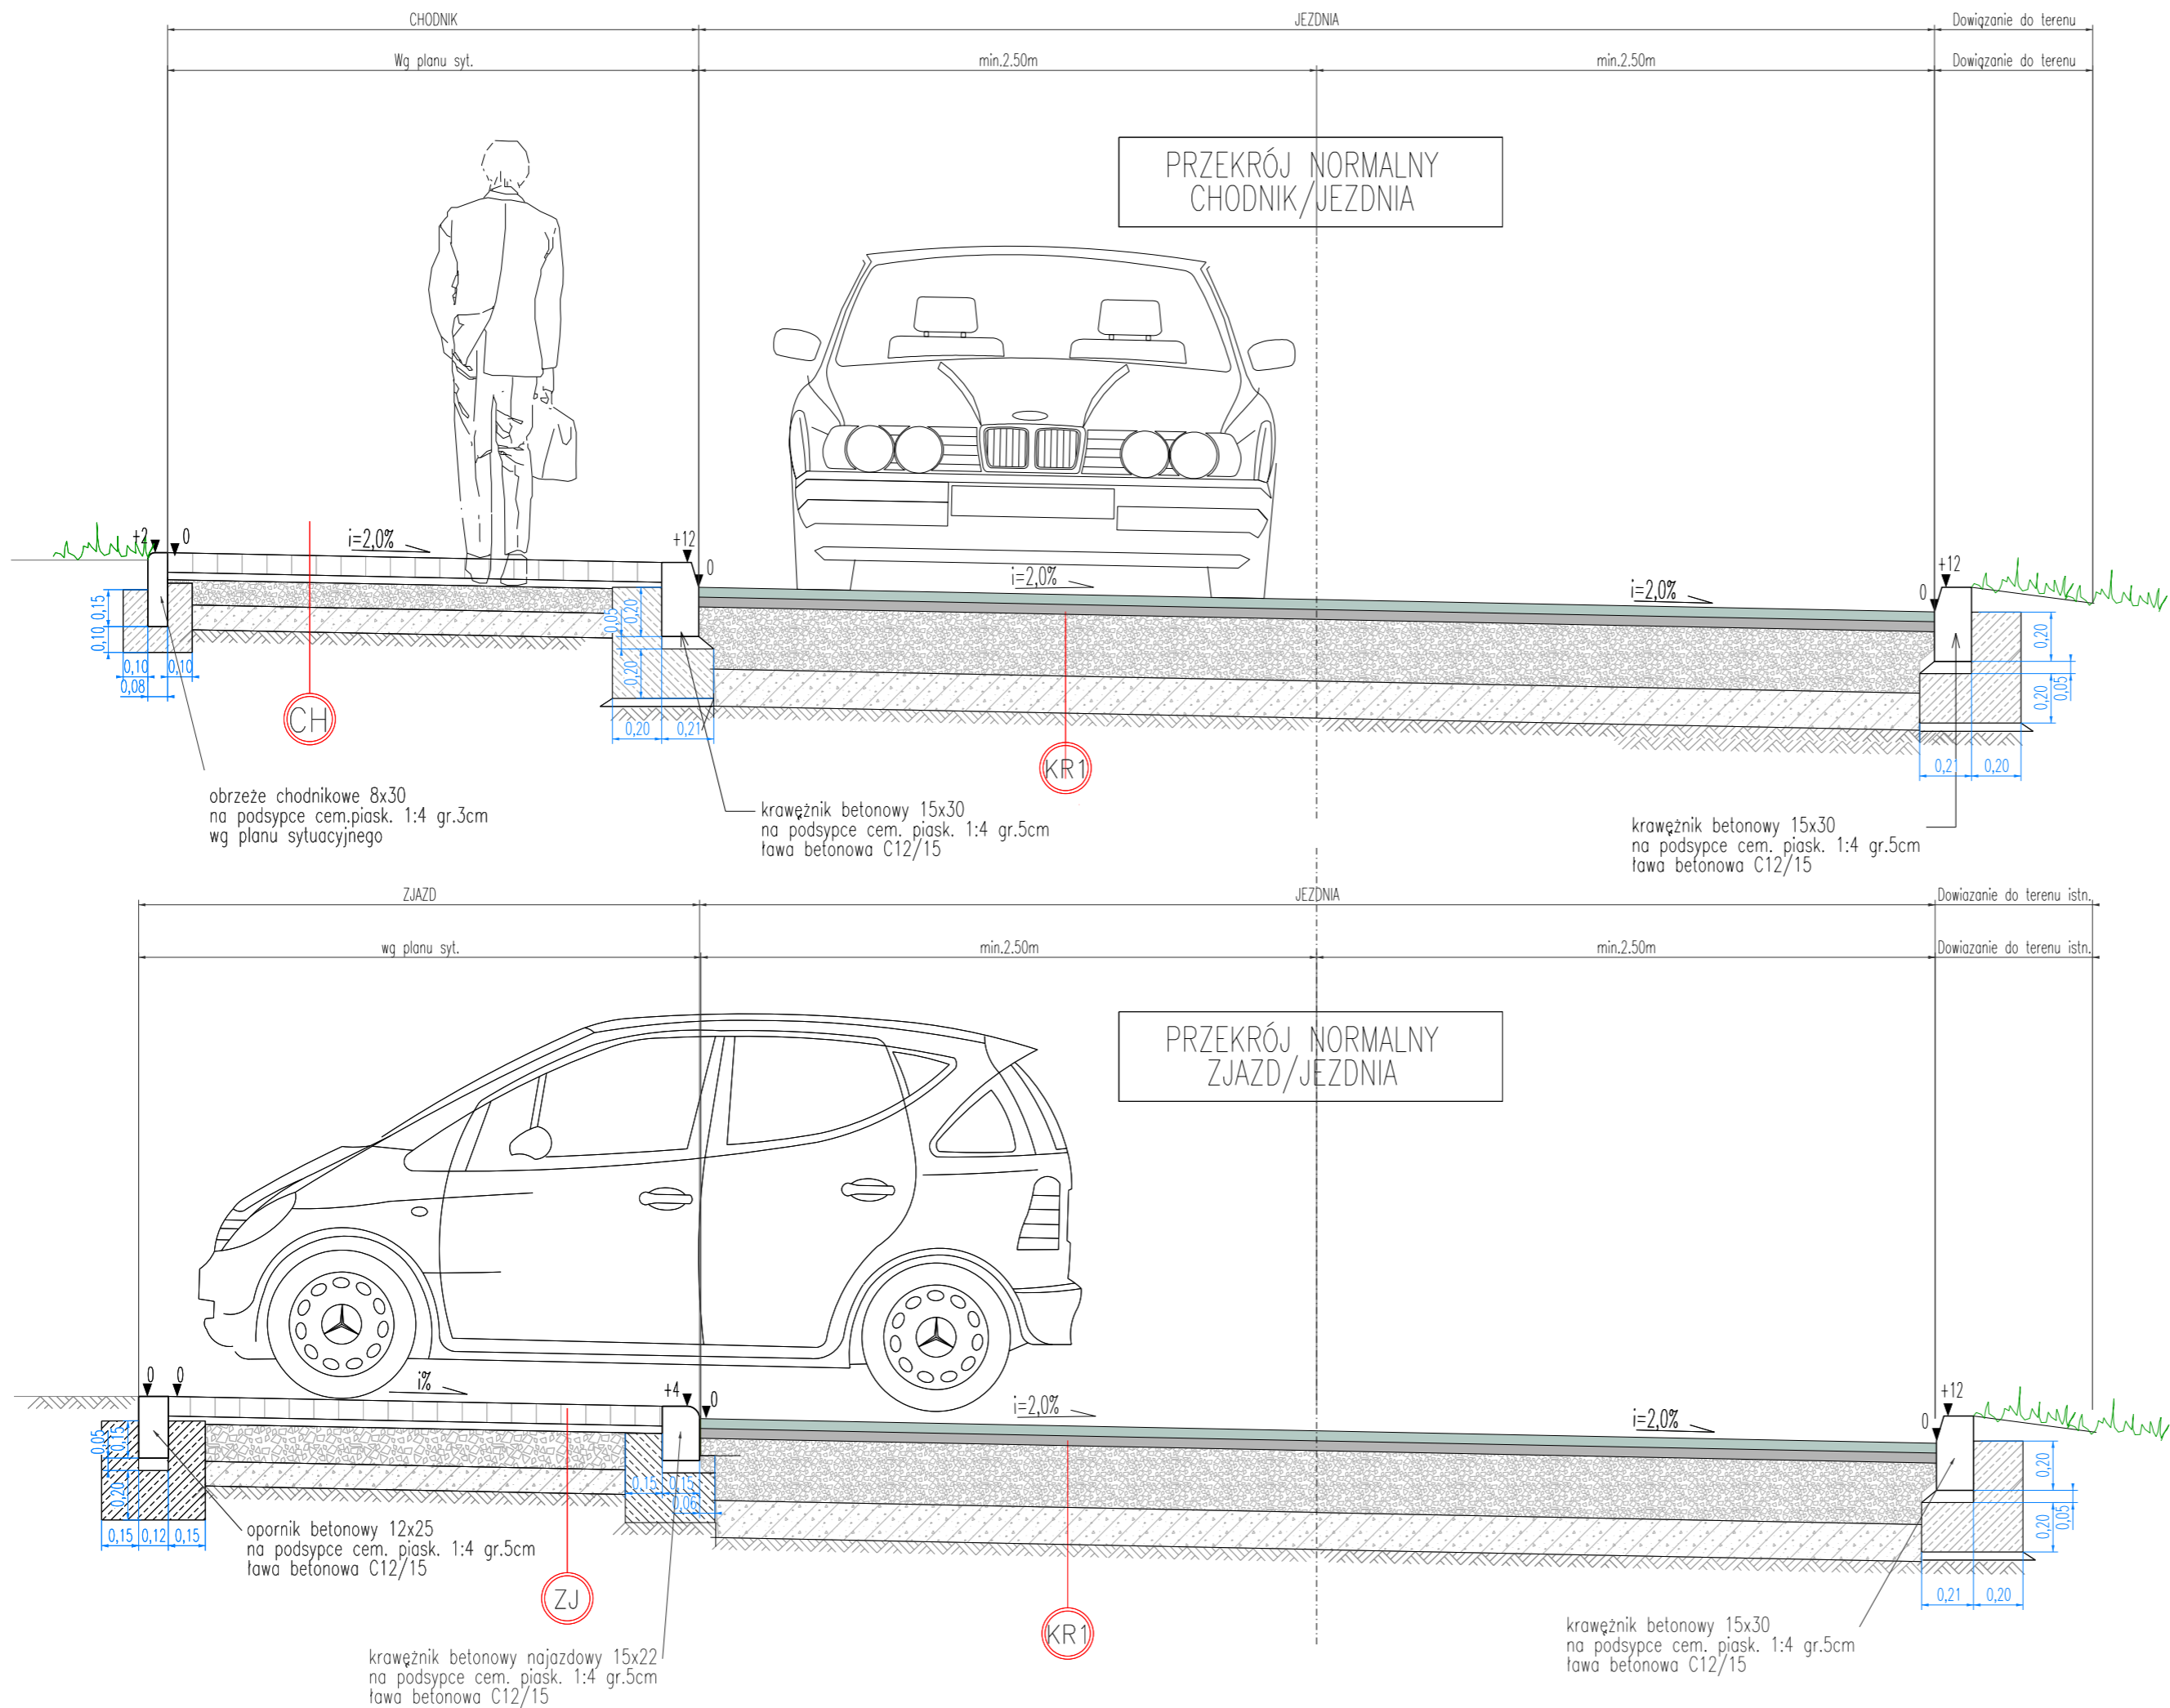 CHODNIK JEZDNIA Dowiązanie do terenu
Wg planu syt. min.2.50m min.2.50m Dowiązanie do terenu
PRZEKRÓJ NORMALNY
CHODNIK/JEZDNIA
+2 0 i=2,0% +12 0 i=2,0% i=2,0% 0 +12
0,15 0,10 0,10 0,10 0,08
0,05 0,20 0,20 0,20 0,21
0,20 0,20 0,05 0,21 0,20
CH
KR1
obrzeże chodnikowe 8x30
na podsypce cem.piask. 1:4 gr.3cm
wg planu sytuacyjnego
krawężnik betonowy 15x30
na podsypce cem. piask. 1:4 gr.5cm
ława betonowa C12/15
krawężnik betonowy 15x30
na podsypce cem. piask. 1:4 gr.5cm
ława betonowa C12/15
ZJAZD JEZDNIA Dowiazanie do terenu istn.
wg planu syt. min.2.50m min.2.50m Dowiazanie do terenu istn.
PRZEKRÓJ NORMALNY
ZJAZD/JEZDNIA
0 0 i% +4 0 i=2,0% i=2,0% 0 +12
0,05 0,15 0,20 0,15 0,12 0,15
0,15 0,15 0,06
0,20 0,20 0,05 0,21 0,20
opornik betonowy 12x25
na podsypce cem. piask. 1:4 gr.5cm
ława betonowa C12/15
ZJ
KR1
krawężnik betonowy najazdowy 15x22
na podsypce cem. piask. 1:4 gr.5cm
ława betonowa C12/15
krawężnik betonowy 15x30
na podsypce cem. piask. 1:4 gr.5cm
ława betonowa C12/15